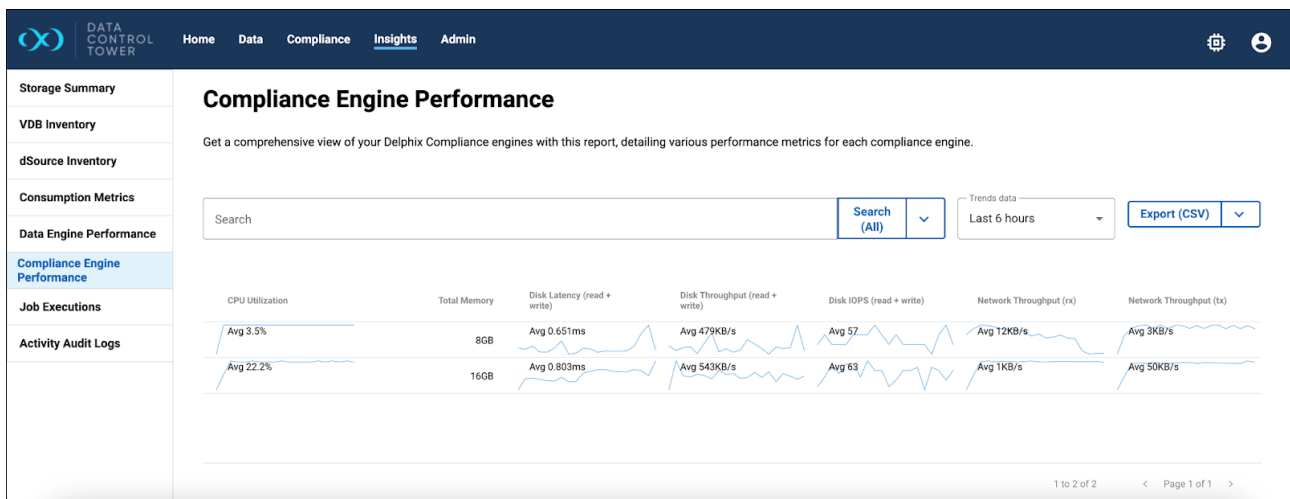 DATA
CONTROL
TOWER
Home Data Compliance Insights Admin
Storage Summary
VDB Inventory
dSource Inventory
Consumption Metrics
Data Engine Performance
Compliance Engine
Performance
Job Executions
Activity Audit Logs
Compliance Engine Performance
Get a comprehensive view of your Delphix Compliance engines with this report, detailing various performance metrics for each compliance engine.
Search
Search
(All)
Trends data
Last 6 hours
Export (CSV)
CPU Utilization
Total Memory
Disk Latency (read +
write)
Disk Throughput (read +
write)
Disk IOPS (read + write)
Network Throughput (rx)
Network Throughput (tx)
Avg 3.5% 8GB Avg 0.651ms Avg 479KB/s Avg 57 Avg 12KB/s Avg 3KB/s
Avg 22.2% 16GB Avg 0.803ms Avg 543KB/s Avg 63 Avg 1KB/s Avg 50KB/s
1 to 2 of 2 Page 1 of 1